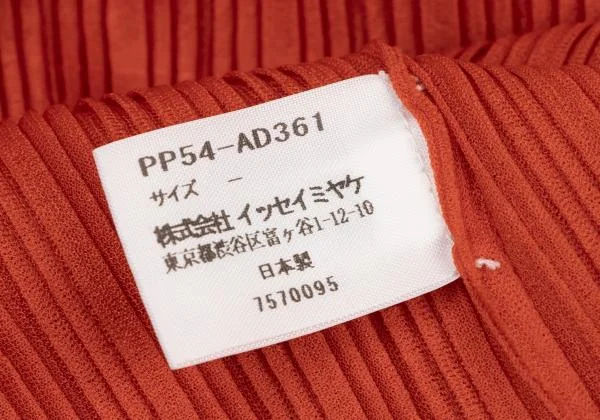 PP54-AD361
サイズ －
株式会社 イッセイミヤケ
東京都渋谷区富ヶ谷1-12-10
日本製
7570095